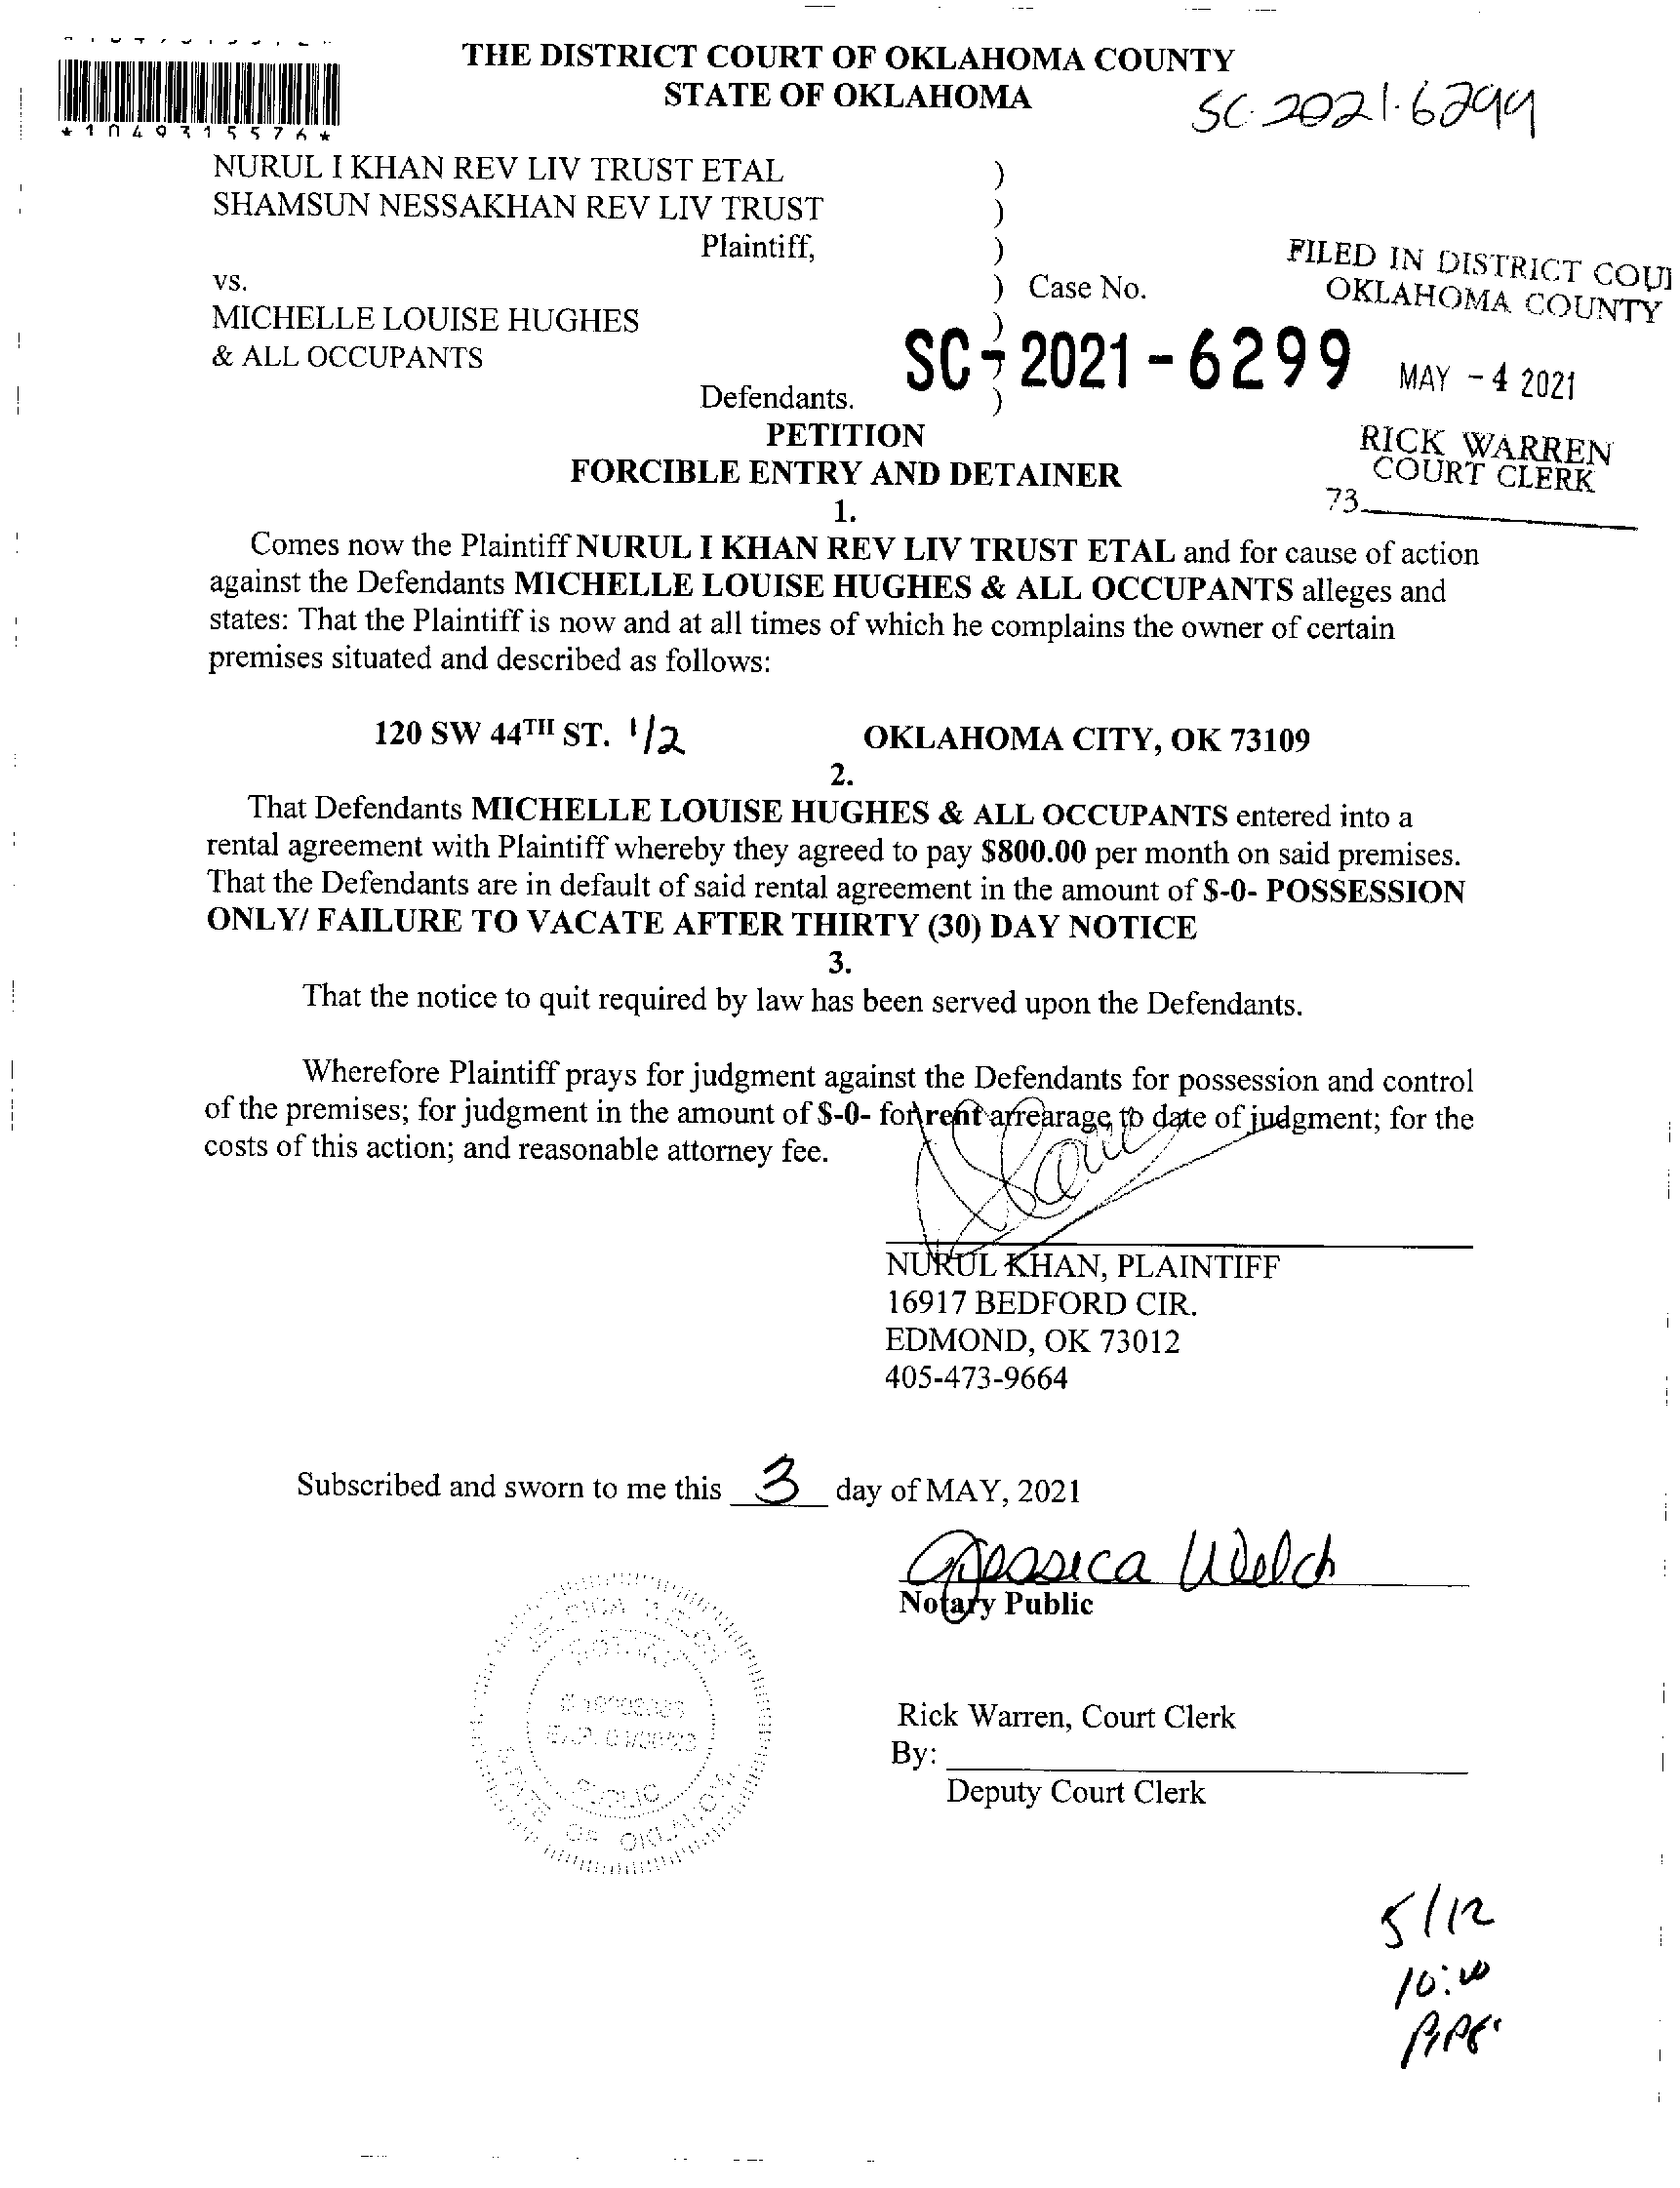 THE DISTRICT COURT OF OKLAHOMA COUNTY
STATE OF OKLAHOMA
SC-2021-6299
*1049315576*
NURUL I KHAN REV LIV TRUST ETAL )
SHAMSUN NESSAKHAN REV LIV TRUST )
Plaintiff, )
FILED IN DISTRICT COU
OKLAHOMA COUNTY
vs. ) Case No.
MICHELLE LOUISE HUGHES )
& ALL OCCUPANTS )
SC-2021-6299
MAY -4 2021
Defendants. )
PETITION
RICK WARREN
COURT CLERK
FORCIBLE ENTRY AND DETAINER
73
1.
Comes now the Plaintiff NURUL I KHAN REV LIV TRUST ETAL and for cause of action
against the Defendants MICHELLE LOUISE HUGHES & ALL OCCUPANTS alleges and
states: That the Plaintiff is now and at all times of which he complains the owner of certain
premises situated and described as follows:
120 SW 44TH ST. 1/2 OKLAHOMA CITY, OK 73109
2.
That Defendants MICHELLE LOUISE HUGHES & ALL OCCUPANTS entered into a
rental agreement with Plaintiff whereby they agreed to pay $800.00 per month on said premises.
That the Defendants are in default of said rental agreement in the amount of $-0- POSSESSION
ONLY/ FAILURE TO VACATE AFTER THIRTY (30) DAY NOTICE
3.
That the notice to quit required by law has been served upon the Defendants.
Wherefore Plaintiff prays for judgment against the Defendants for possession and control
of the premises; for judgment in the amount of $-0- for rent arrearage to date of judgment; for the
costs of this action; and reasonable attorney fee.
NURUL KHAN, PLAINTIFF
16917 BEDFORD CIR.
EDMOND, OK 73012
405-473-9664
Subscribed and sworn to me this 3 day of MAY, 2021
Jessica Welch
Notary Public
JESSICA WELCH
NOTARY
PUBLIC
STATE OF OKLAHOMA
Rick Warren, Court Clerk
By:
Deputy Court Clerk
5/12
10:00